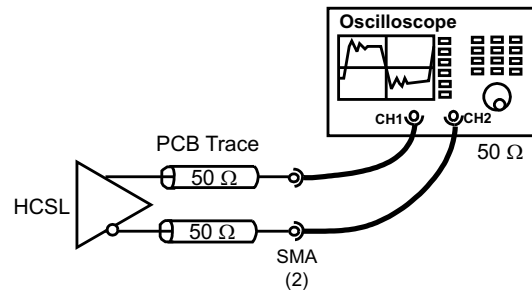 Oscilloscope
CH1
CH2
50 Ω
PCB Trace
50 Ω
HCSL
50 Ω
SMA
(2)